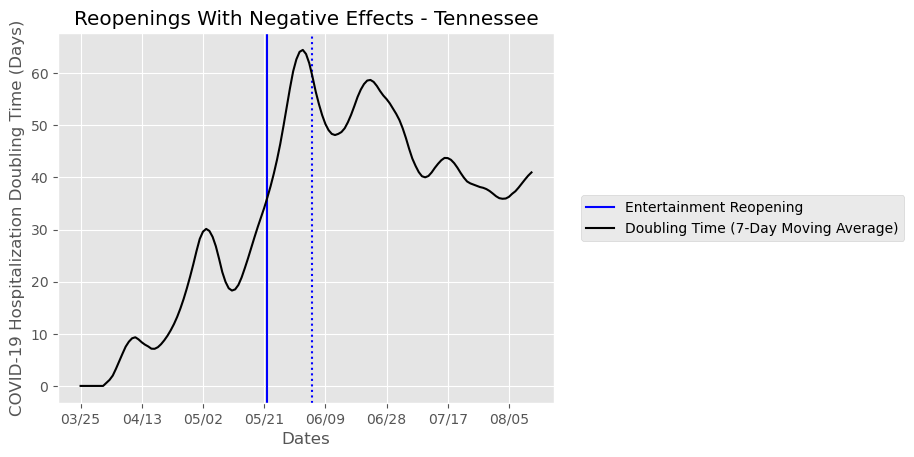 Reopenings With Negative Effects - Tennessee
COVID-19 Hospitalization Doubling Time (Days)
60
50
40
30
20
10
0
03/25 04/13 05/02 05/21 06/09 06/28 07/17 08/05
Dates
Entertainment Reopening
Doubling Time (7-Day Moving Average)